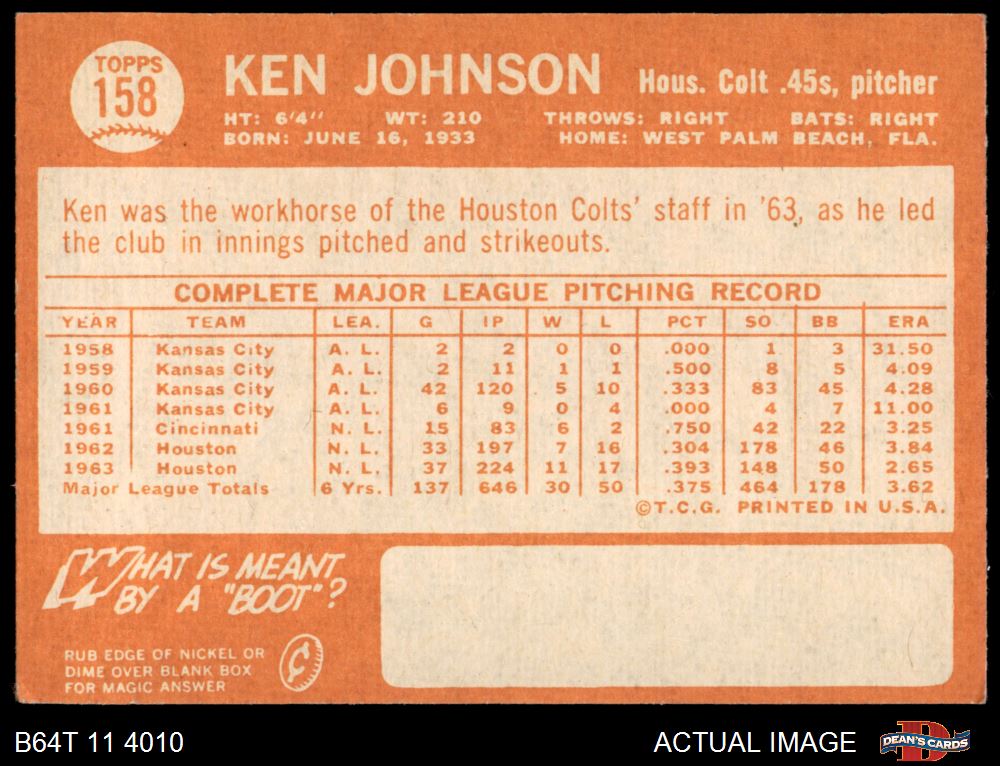 TOPPS
158
KEN JOHNSON Hous. Colt .45s, pitcher
HT: 6'4" WT: 210 THROWS: RIGHT BATS: RIGHT
BORN: JUNE 16, 1933 HOME: WEST PALM BEACH, FLA.
Ken was the workhorse of the Houston Colts' staff in '63, as he led
the club in innings pitched and strikeouts.
COMPLETE MAJOR LEAGUE PITCHING RECORD
YEAR TEAM LEA. G IP W L PCT SO BB ERA
1958 Kansas City A. L. 2 2 0 0 .000 1 3 31.50
1959 Kansas City A. L. 2 11 1 1 .500 8 5 4.09
1960 Kansas City A. L. 42 120 5 10 .333 83 45 4.28
1961 Kansas City A. L. 6 9 0 4 .000 4 7 11.00
1961 Cincinnati N. L. 15 83 6 2 .750 42 22 3.25
1962 Houston N. L. 33 197 7 16 .304 178 46 3.84
1963 Houston N. L. 37 224 11 17 .393 148 50 2.65
Major League Totals 6 Yrs. 137 646 30 50 .375 464 178 3.62
©T.C.G. PRINTED IN U.S.A.
WHAT IS MEANT
BY A "BOOT"?
RUB EDGE OF NICKEL OR
DIME OVER BLANK BOX
FOR MAGIC ANSWER
¢
B64T 11 4010 ACTUAL IMAGE D DEAN'S CARDS